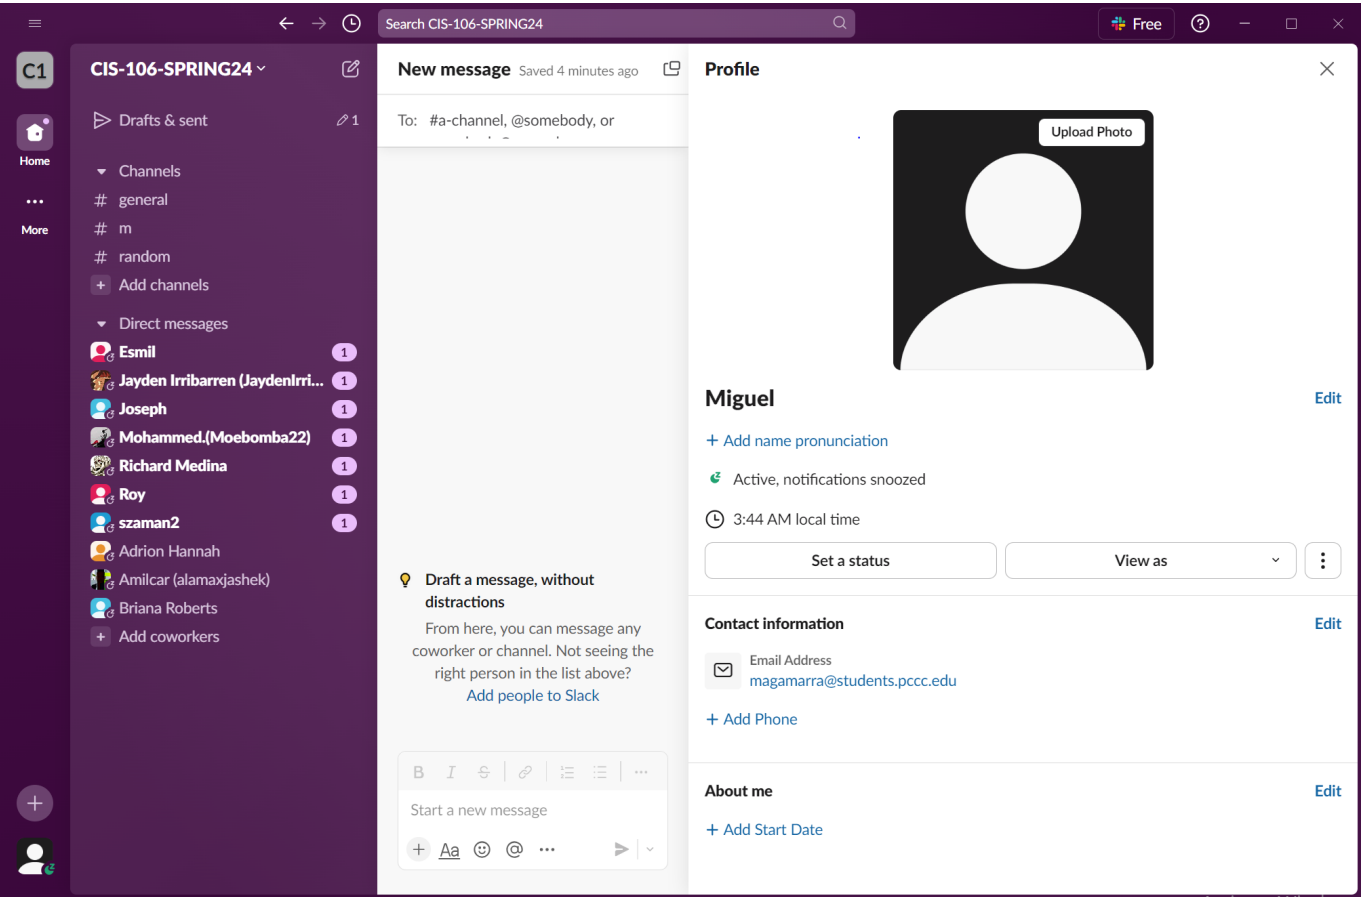 Search CIS-106-SPRING24
Free
C1
Home
More
CIS-106-SPRING24
Drafts & sent
1
Channels
# general
# m
# random
+ Add channels
Direct messages
Esmil 1
Jayden Irribarren (JaydenIrri... 1
Joseph 1
Mohammed.(Moebomba22) 1
Richard Medina 1
Roy 1
szaman2 1
Adrion Hannah
Amilcar (alamaxjashek)
Briana Roberts
+ Add coworkers
New message Saved 4 minutes ago
To: #a-channel, @somebody, or
Draft a message, without
distractions
From here, you can message any
coworker or channel. Not seeing the
right person in the list above?
Add people to Slack
B I S
Start a new message
+ Aa @
Profile
Upload Photo
Miguel Edit
+ Add name pronunciation
Active, notifications snoozed
3:44 AM local time
Set a status
View as
Contact information Edit
Email Address
magamarra@students.pccc.edu
+ Add Phone
About me Edit
+ Add Start Date